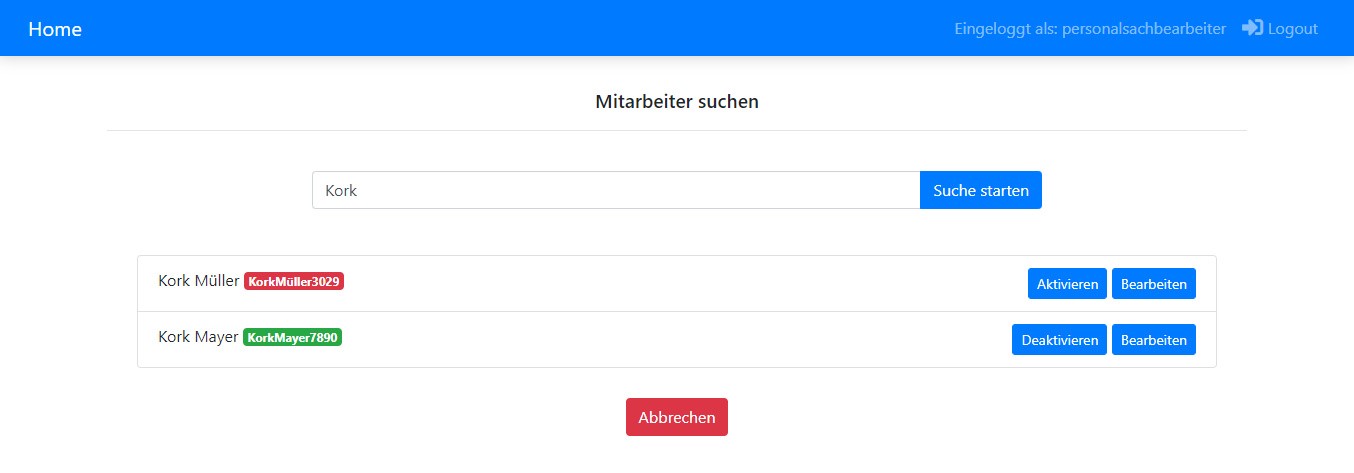 Home Eingeloggt als: personalsachbearbeiter Logout
Mitarbeiter suchen
Kork Suche starten
Kork Müller KorkMüller3029 Aktivieren Bearbeiten
Kork Mayer KorkMayer7890 Deaktivieren Bearbeiten
Abbrechen